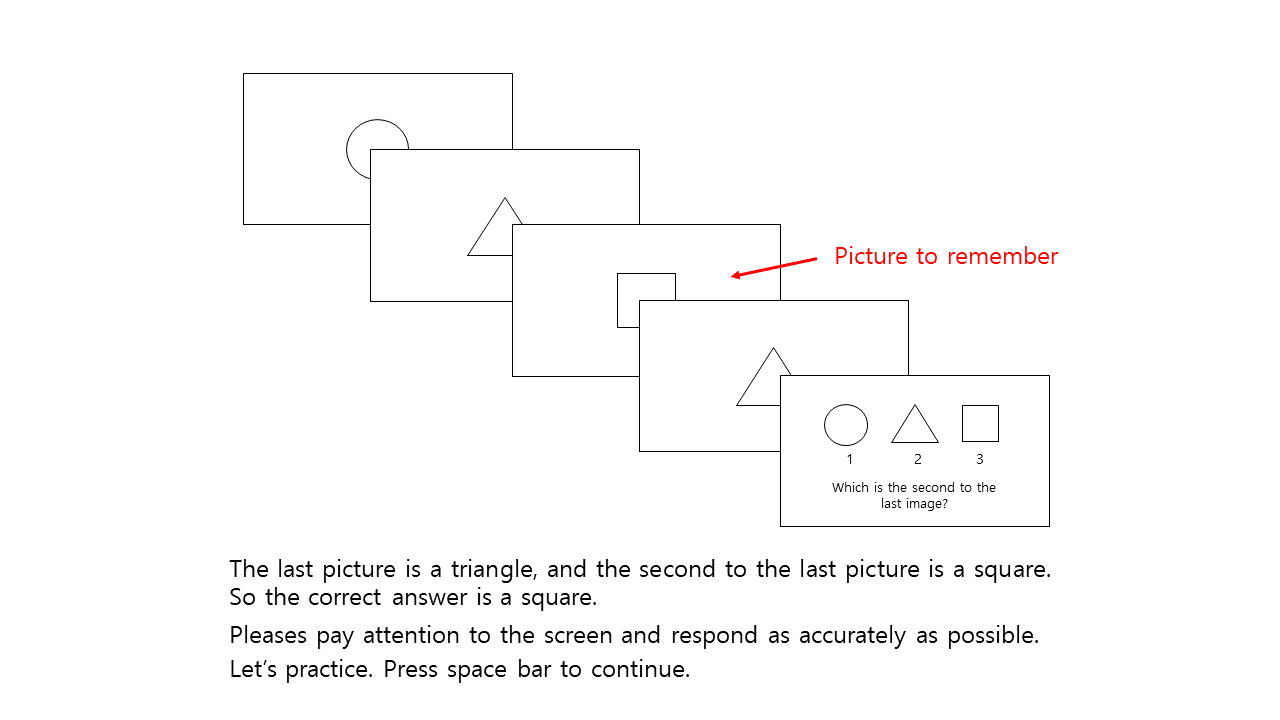 Picture to remember
1 2 3
Which is the second to the
last image?
The last picture is a triangle, and the second to the last picture is a square.
So the correct answer is a square.
Pleases pay attention to the screen and respond as accurately as possible.
Let’s practice. Press space bar to continue.